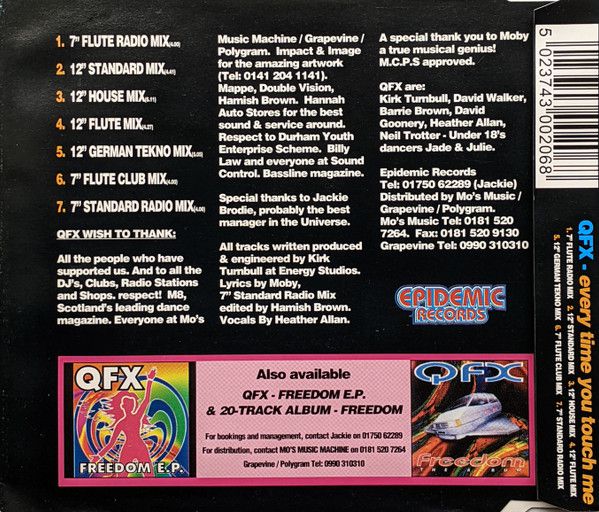 1. 7" FLUTE RADIO MIX(4.00)
2. 12" STANDARD MIX(6.41)
3. 12" HOUSE MIX(5.11)
4. 12" FLUTE MIX(4.27)
5. 12" GERMAN TEKNO MIX(5.05)
6. 7" FLUTE CLUB MIX(4.20)
7. 7" STANDARD RADIO MIX(4.00)
QFX WISH TO THANK:
All the people who have
supported us. And to all the
DJ's, Clubs, Radio Stations
and Shops. respect! M8,
Scotland's leading dance
magazine. Everyone at Mo's
Music Machine / Grapevine /
Polygram. Impact & Image
for the amazing artwork
(Tel: 0141 204 1141).
Mappe, Double Vision,
Hamish Brown. Hannah
Auto Stores for the best
sound & service around.
Respect to Durham Youth
Enterprise Scheme. Billy
Law and everyone at Sound
Control. Bassline magazine.
Special thanks to Jackie
Brodie, probably the best
manager in the Universe.
All tracks written produced
& engineered by Kirk
Turnbull at Energy Studios.
Lyrics by Moby,
7" Standard Radio Mix
edited by Hamish Brown.
Vocals By Heather Allan.
A special thank you to Moby
a true musical genius!
M.C.P.S approved.
QFX are:
Kirk Turnbull, David Walker,
Barrie Brown, David
Goonery, Heather Allan,
Neil Trotter - Under 18's
dancers Jade & Julie.
Epidemic Records
Tel: 01750 62289 (Jackie)
Distributed by Mo's Music /
Grapevine / Polygram.
Mo's Music Tel: 0181 520
7264. Fax: 0181 520 9130
Grapevine Tel: 0990 310310
EPIDEMIC
RECORDS
QFX
FREEDOM E.P.
Also available
QFX - FREEDOM E.P.
& 20-TRACK ALBUM - FREEDOM
For bookings and management, contact Jackie on 01750 62289
For distribution, contact MO'S MUSIC MACHINE on 0181 520 7264
Grapevine / Polygram Tel: 0990 310310
QFX
Freedom
5 023743 002068
QFX - every time you touch me
1. 7" FLUTE RADIO MIX 2. 12" STANDARD MIX 3. 12" HOUSE MIX 4. 12" FLUTE MIX
5. 12" GERMAN TEKNO MIX 6. 7" FLUTE CLUB MIX 7. 7" STANDARD RADIO MIX